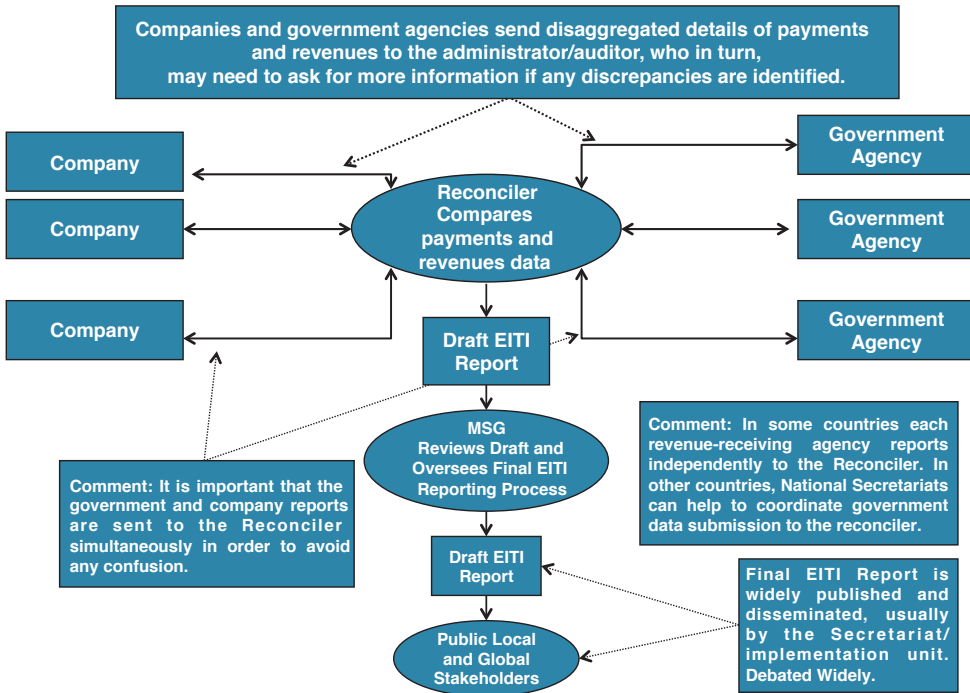 Companies and government agencies send disaggregated details of payments
and revenues to the administrator/auditor, who in turn,
may need to ask for more information if any discrepancies are identified.
Company
Government
Agency
Reconciler
Compares
payments and
revenues data
Company
Government
Agency
Company
Government
Agency
Draft EITI
Report
MSG
Reviews Draft and
Oversees Final EITI
Reporting Process
Comment: In some countries each
revenue-receiving agency reports
independently to the Reconciler. In
other countries, National Secretariats
can help to coordinate government
data submission to the reconciler.
Comment: It is important that the
government and company reports
are sent to the Reconciler
simultaneously in order to avoid
any confusion.
Draft EITI
Report
Final EITI Report is
widely published and
disseminated, usually
by the Secretariat/
implementation unit.
Debated Widely.
Public Local
and Global
Stakeholders